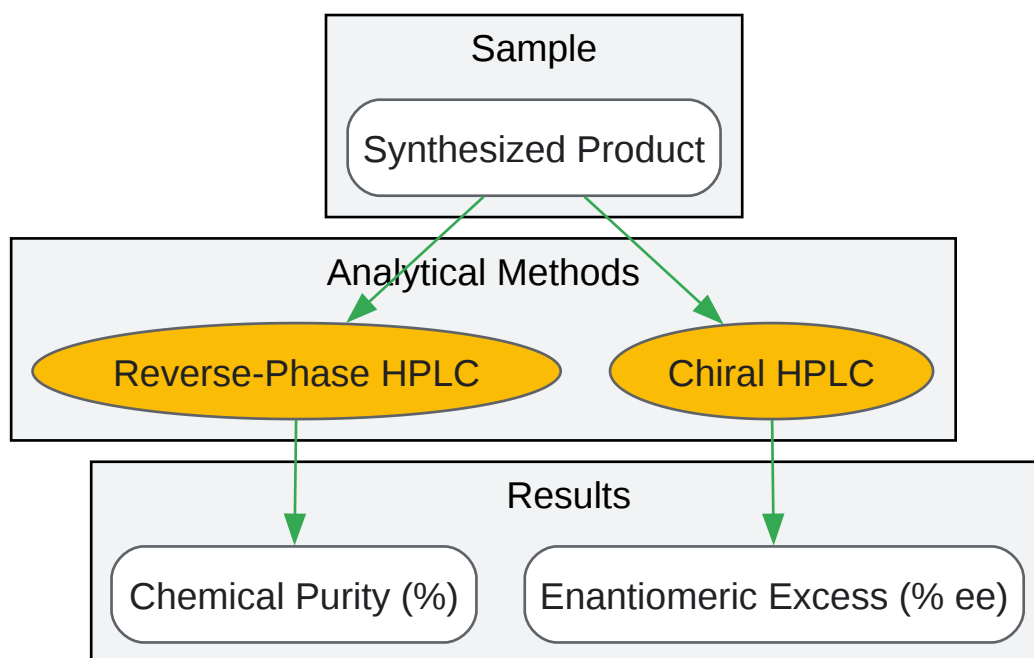 Sample
Synthesized Product
Analytical Methods
Reverse-Phase HPLC
Chiral HPLC
Results
Chemical Purity (%)
Enantiomeric Excess (% ee)